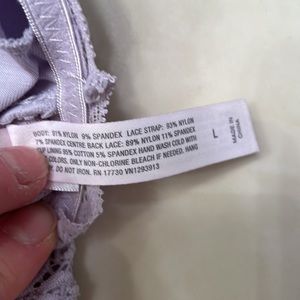 BODY: 91% NYLON 9% SPANDEX LACE STRAP: 93% NYLON
7% SPANDEX CENTRE BACK LACE: 89% NYLON 11% SPANDEX
LINING 95% COTTON 5% SPANDEX HAND WASH COLD WITH
COLORS. ONLY NON-CHLORINE BLEACH IF NEEDED. HANG
DO NOT IRON. RN 17730 VN1293913
L
MADE IN
CHINA